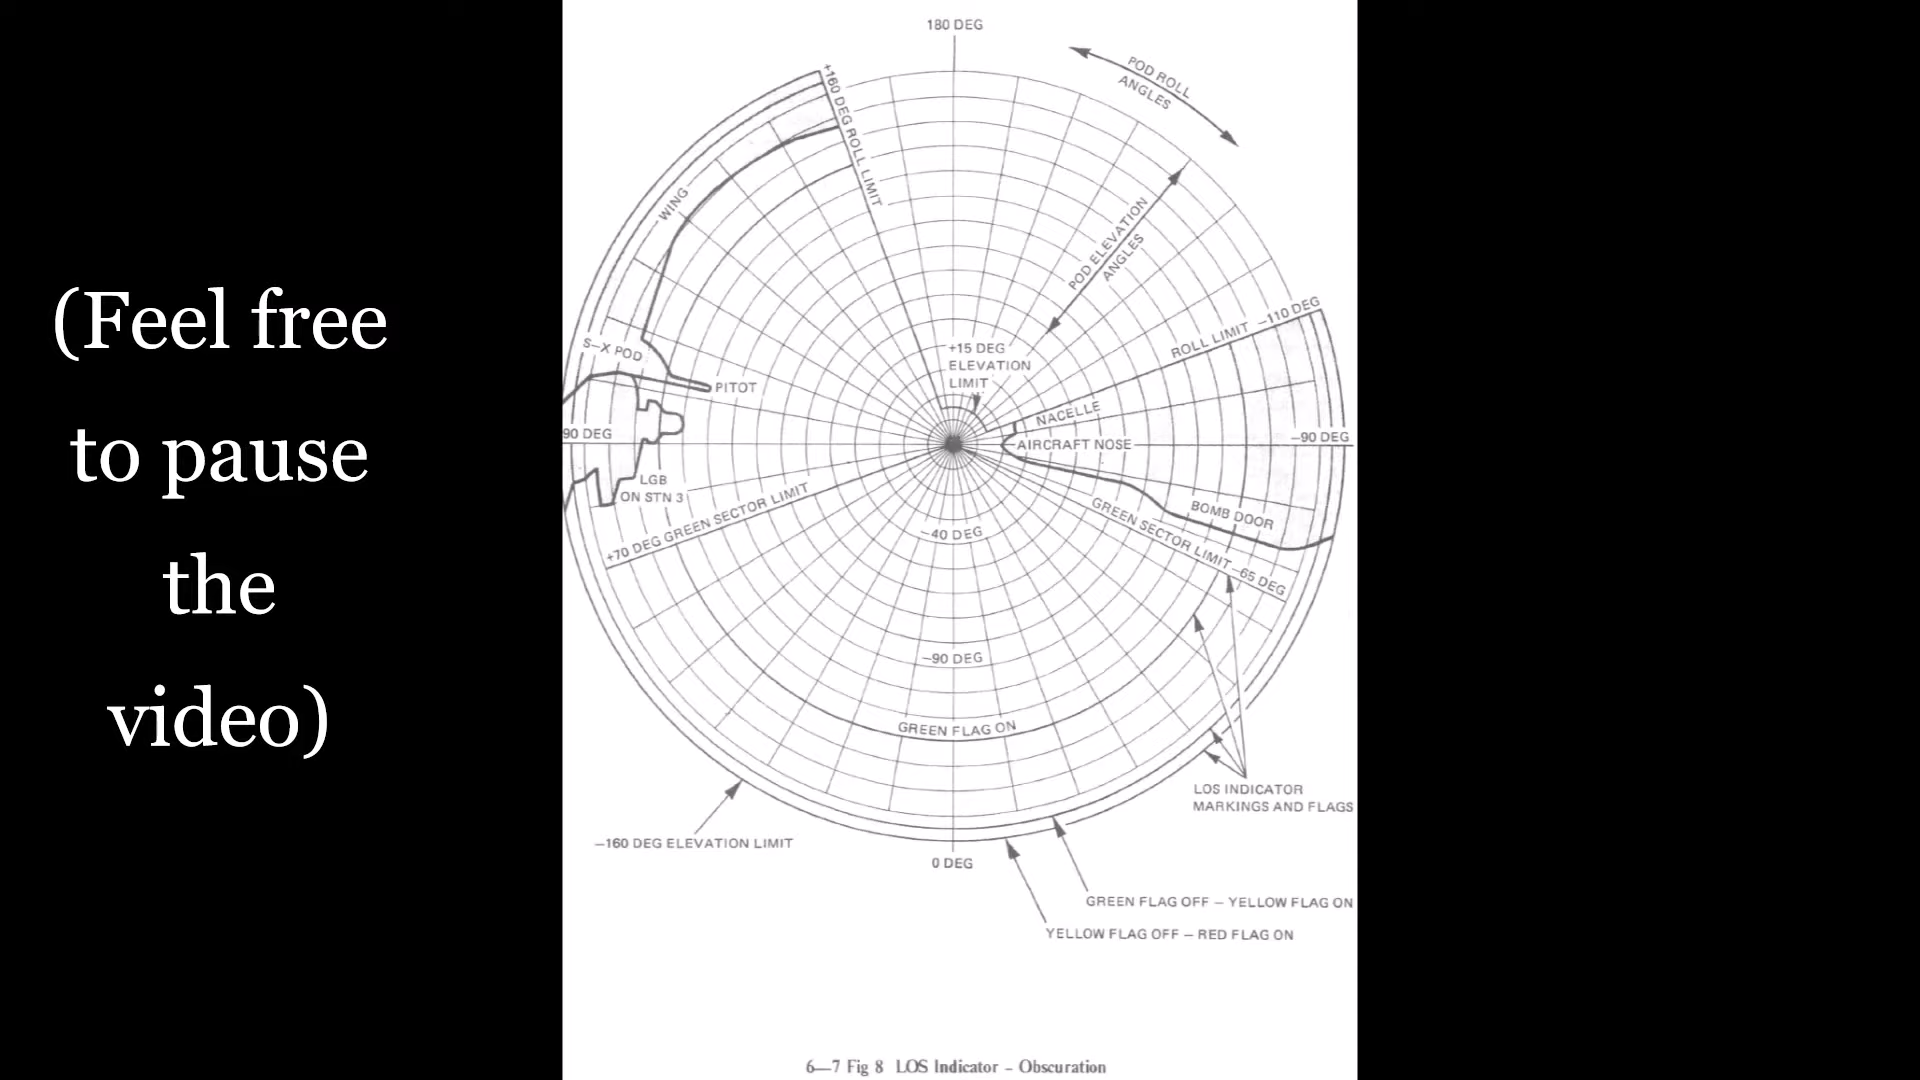 (Feel free
to pause
the
video)
180 DEG
POD ROLL
ANGLES
+160 DEG ROLL LIMIT
WING
POD ELEVATION
ANGLES
ROLL LIMIT –110 DEG
S–X POD
+15 DEG
ELEVATION
LIMIT
PITOT
NACELLE
90 DEG
AIRCRAFT NOSE
–90 DEG
LGB
ON STN 3
+70 DEG GREEN SECTOR LIMIT
BOMB DOOR
GREEN SECTOR LIMIT –65 DEG
–40 DEG
–90 DEG
GREEN FLAG ON
LOS INDICATOR
MARKINGS AND FLAGS
–160 DEG ELEVATION LIMIT
0 DEG
GREEN FLAG OFF – YELLOW FLAG ON
YELLOW FLAG OFF – RED FLAG ON
6—7 Fig 8 LOS Indicator – Obscuration